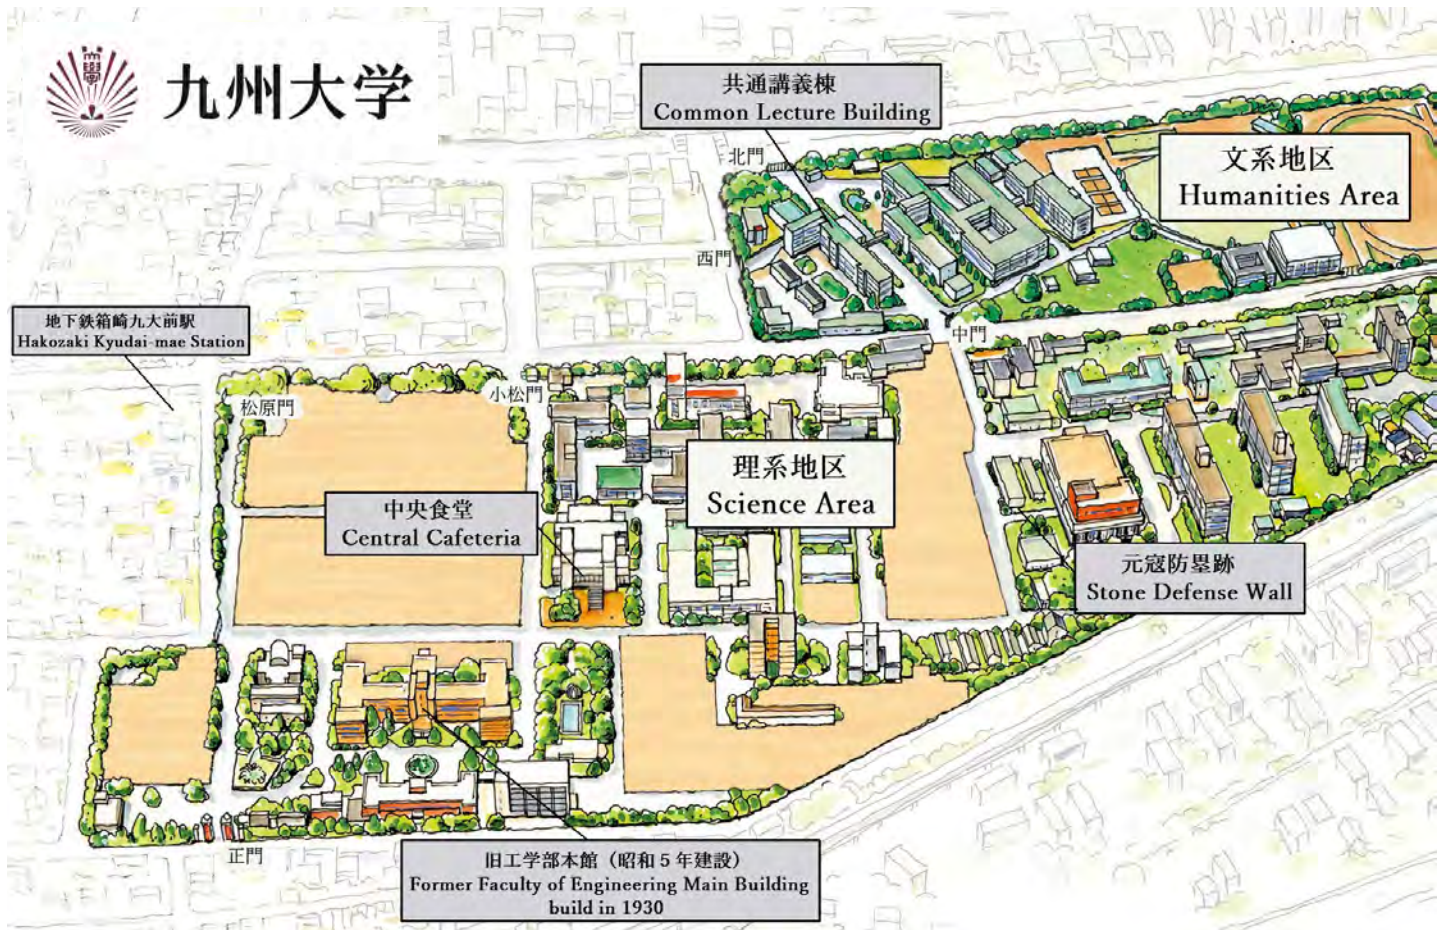 九州大学
共通講義棟
Common Lecture Building
北門
文系地区
Humanities Area
西門
地下鉄箱崎九大前駅
Hakozaki Kyudai-mae Station
中門
松原門
小松門
理系地区
Science Area
中央食堂
Central Cafeteria
元寇防塁跡
Stone Defense Wall
正門
旧工学部本館（昭和５年建設）
Former Faculty of Engineering Main Building
build in 1930